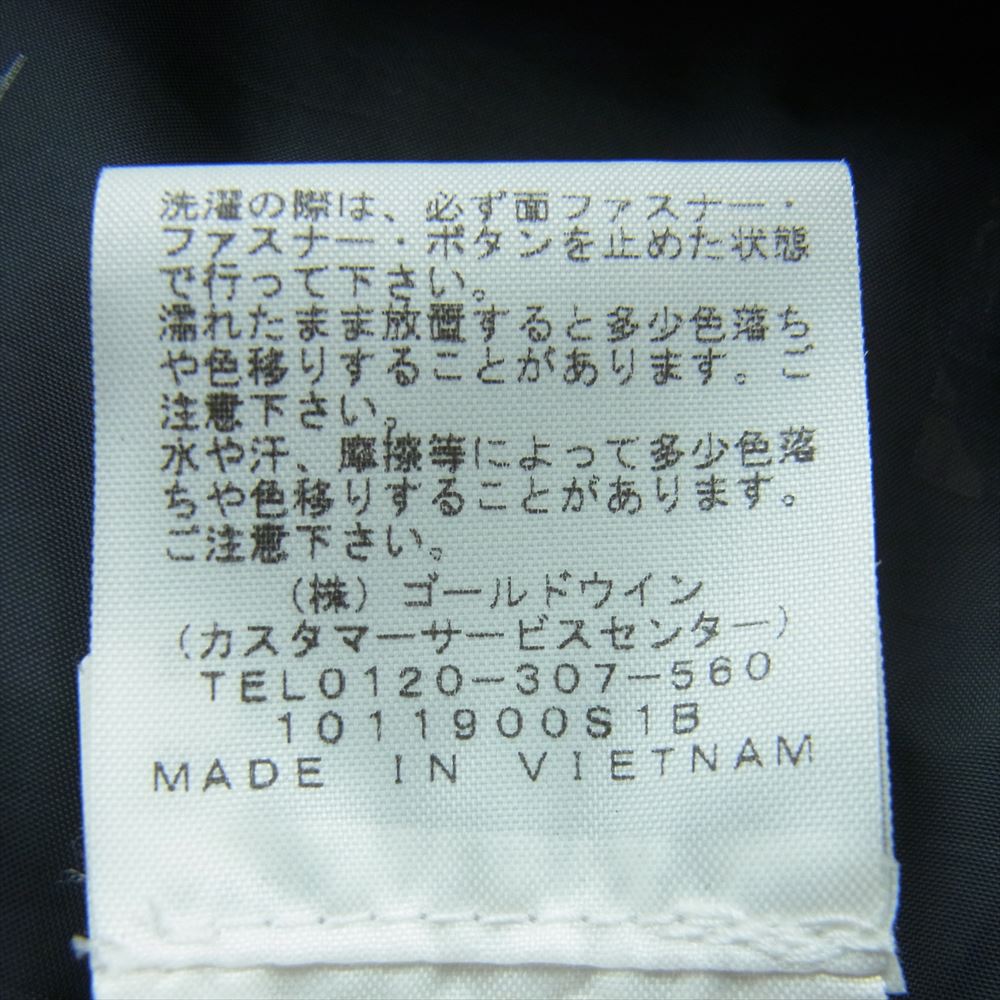 洗濯の際は、必ず面ファスナー・
ファスナー・ボタンを止めた状態
で行って下さい。
濡れたまま放置すると多少色落ち
や色移りすることがあります。ご
注意下さい。
水や汗、摩擦等によって多少色落
ちや色移りすることがあります。
ご注意下さい。
(株)ゴールドウイン
(カスタマーサービスセンター)
TEL0120-307-560
1011900S1B
MADE IN VIETNAM